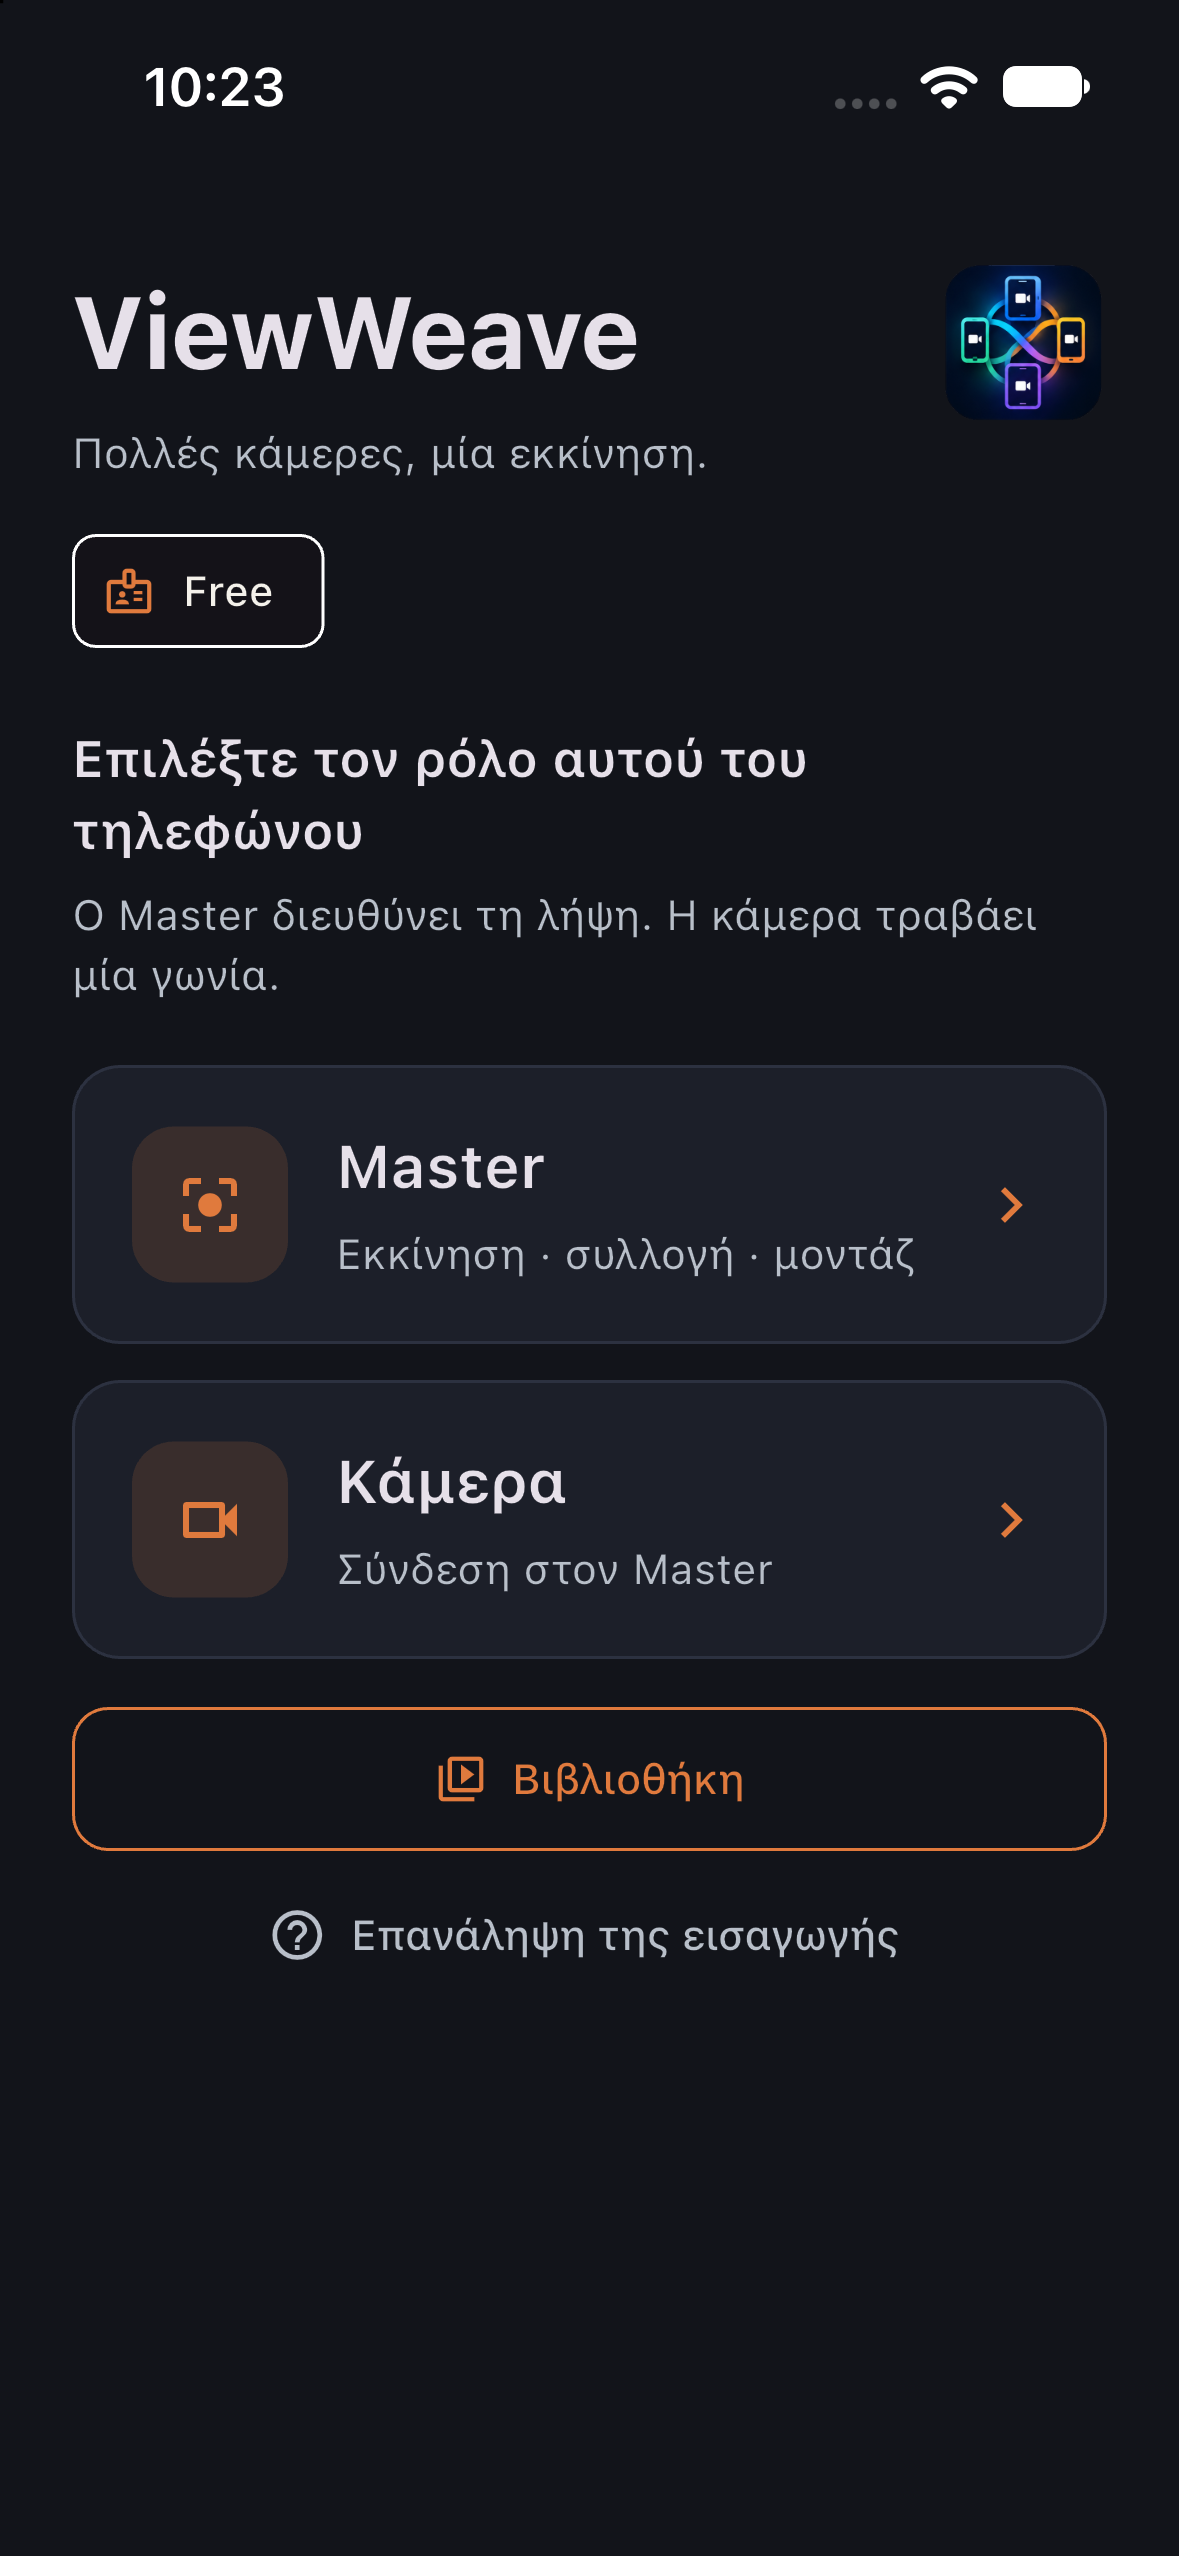 10:23
ViewWeave
Πολλές κάμερες, μία εκκίνηση.
Free
Επιλέξτε τον ρόλο αυτού του
τηλεφώνου
Ο Master διευθύνει τη λήψη. Η κάμερα τραβάει
μία γωνία.
Master
Εκκίνηση · συλλογή · μοντάζ
Κάμερα
Σύνδεση στον Master
Βιβλιοθήκη
Επανάληψη της εισαγωγής